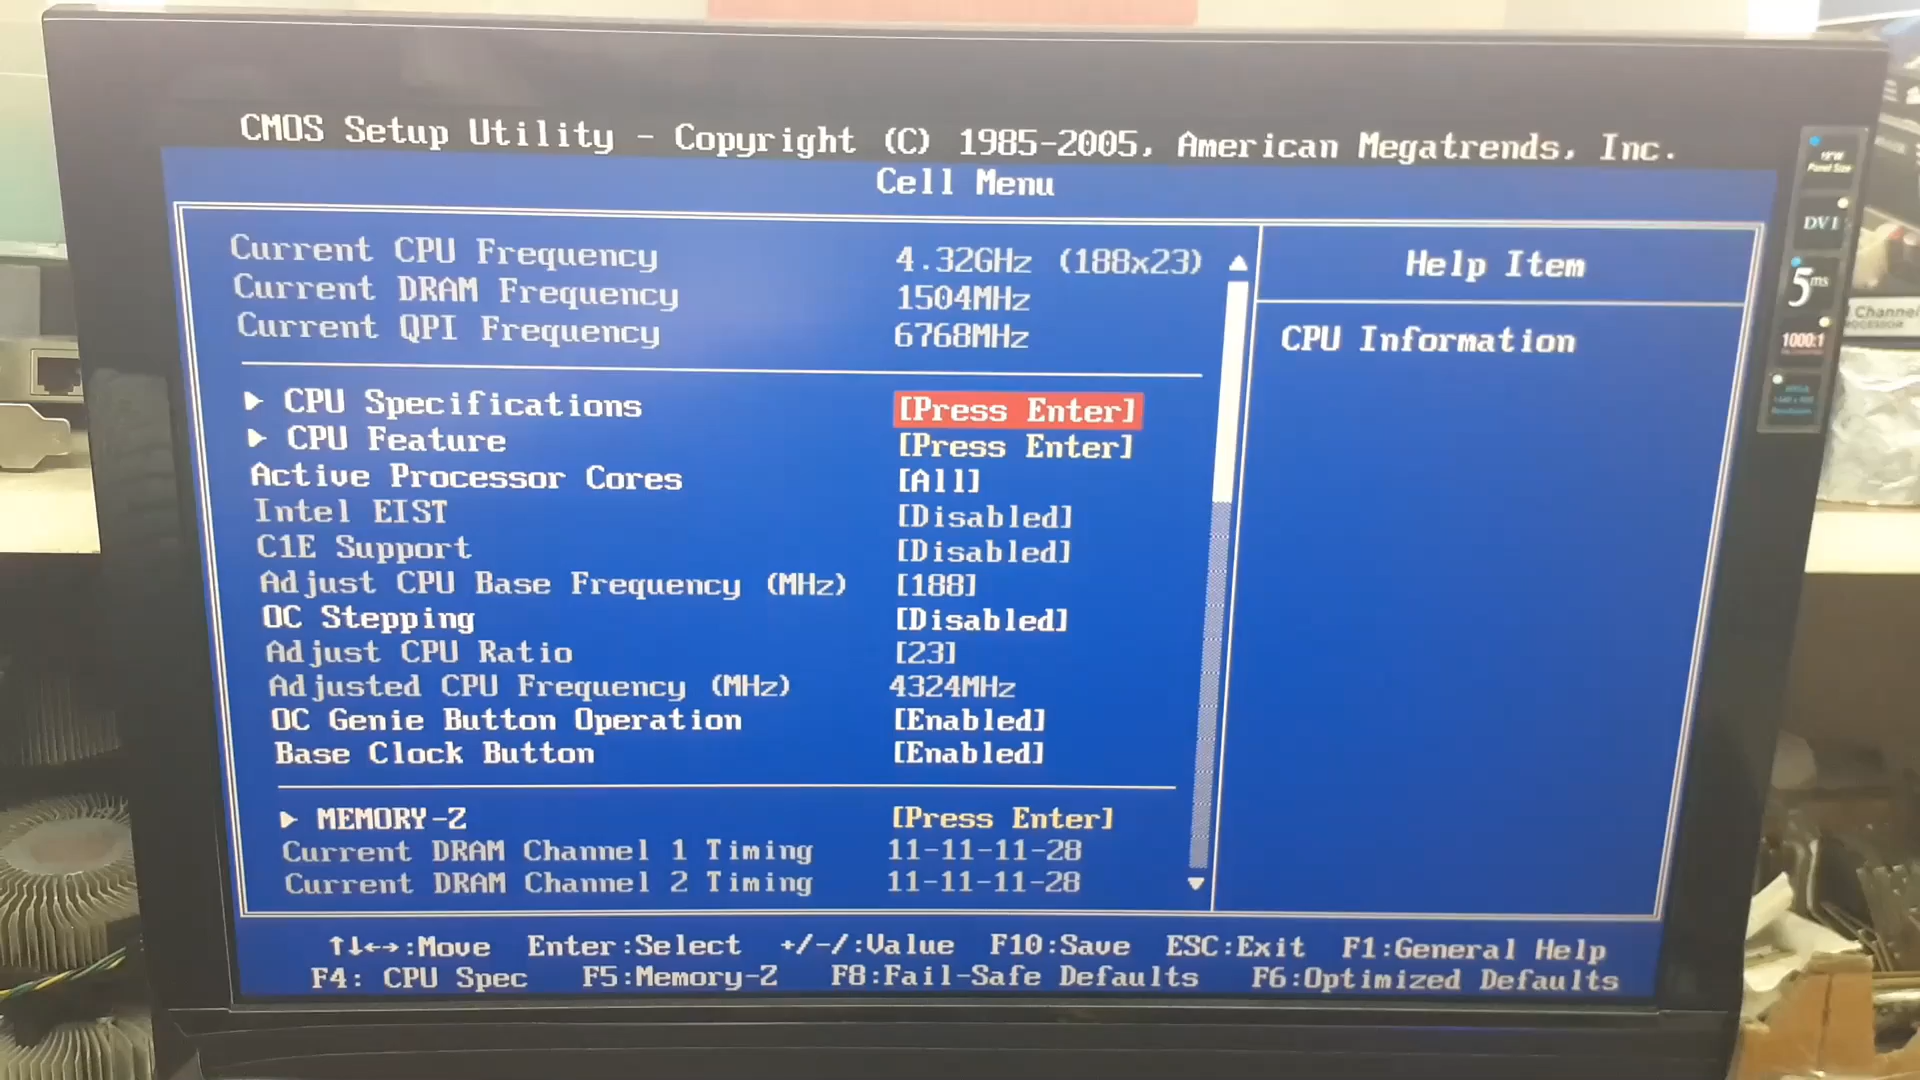 CMOS Setup Utility - Copyright (C) 1985-2005, American Megatrends, Inc.
Cell Menu
Current CPU Frequency 4.32GHz (188x23)
Current DRAM Frequency 1504MHz
Current QPI Frequency 6768MHz
CPU Specifications [Press Enter]
CPU Feature [Press Enter]
Active Processor Cores [All]
Intel EIST [Disabled]
C1E Support [Disabled]
Adjust CPU Base Frequency (MHz) [188]
OC Stepping [Disabled]
Adjust CPU Ratio [23]
Adjusted CPU Frequency (MHz) 4324MHz
OC Genie Button Operation [Enabled]
Base Clock Button [Enabled]
MEMORY-Z [Press Enter]
Current DRAM Channel 1 Timing 11-11-11-28
Current DRAM Channel 2 Timing 11-11-11-28
Help Item
CPU Information
↑↓←→:Move Enter:Select +/-/:Value F10:Save ESC:Exit F1:General Help
F4: CPU Spec F5:Memory-Z F8:Fail-Safe Defaults F6:Optimized Defaults
Panel Size
DVI
5ms
1000:1
Channel